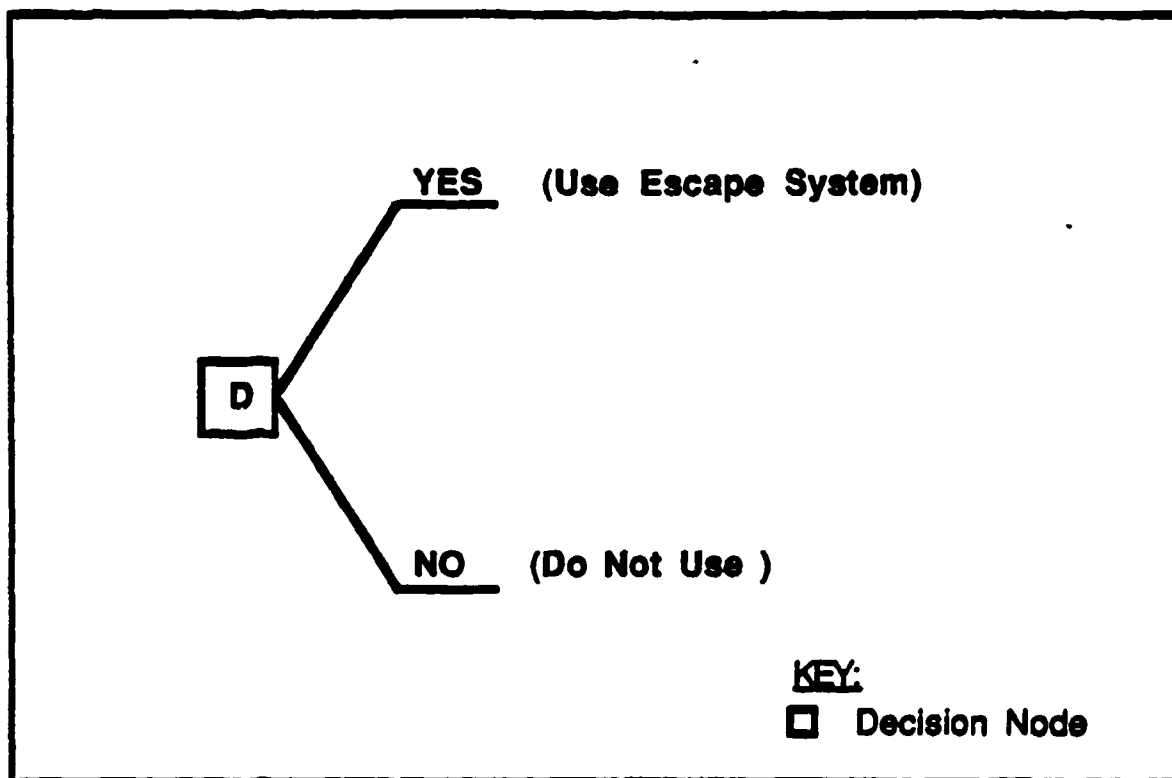 YES (Use Escape System)
D
NO (Do Not Use )
KEY:
Decision Node